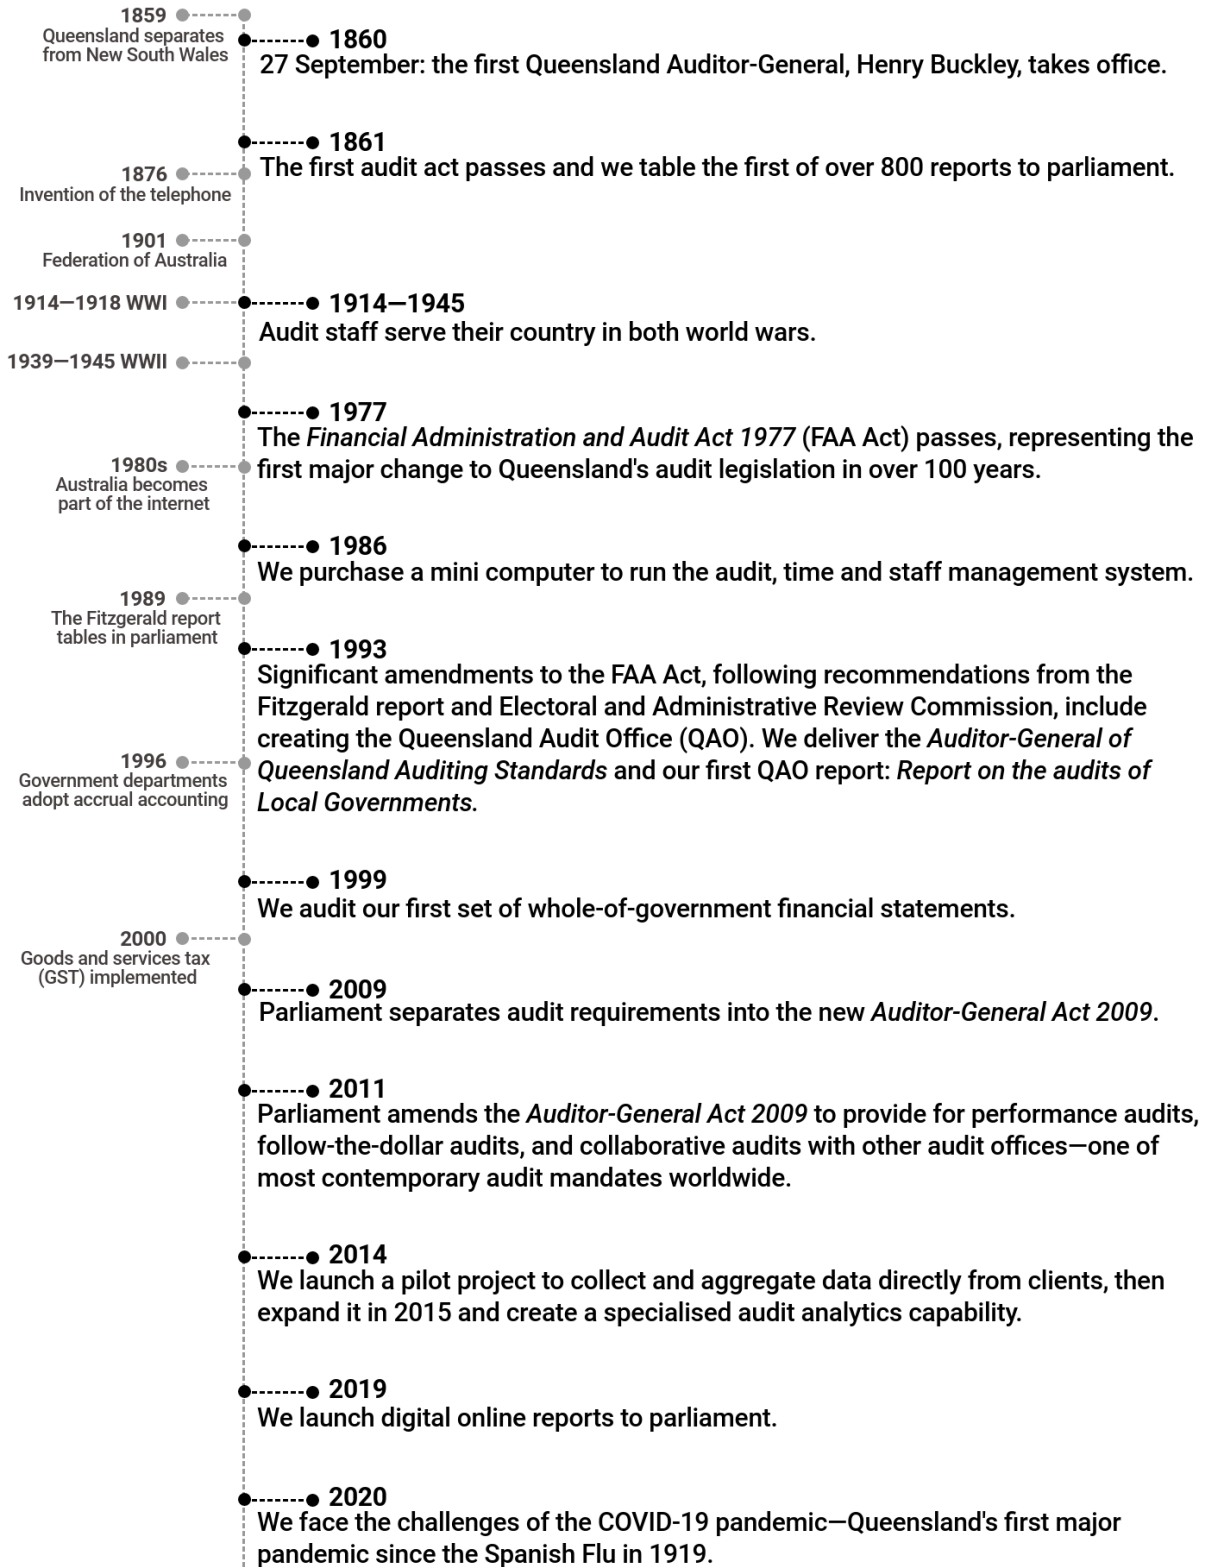 1859
Queensland separates
from New South Wales
1860
27 September: the first Queensland Auditor-General, Henry Buckley, takes office.
1861
The first audit act passes and we table the first of over 800 reports to parliament.
1876
Invention of the telephone
1901
Federation of Australia
1914—1918 WWI
1914—1945
Audit staff serve their country in both world wars.
1939—1945 WWII
1977
The Financial Administration and Audit Act 1977 (FAA Act) passes, representing the
first major change to Queensland's audit legislation in over 100 years.
1980s
Australia becomes
part of the internet
1986
We purchase a mini computer to run the audit, time and staff management system.
1989
The Fitzgerald report
tables in parliament
1993
Significant amendments to the FAA Act, following recommendations from the
Fitzgerald report and Electoral and Administrative Review Commission, include
creating the Queensland Audit Office (QAO). We deliver the Auditor-General of
Queensland Auditing Standards and our first QAO report: Report on the audits of
Local Governments.
1996
Government departments
adopt accrual accounting
1999
We audit our first set of whole-of-government financial statements.
2000
Goods and services tax
(GST) implemented
2009
Parliament separates audit requirements into the new Auditor-General Act 2009.
2011
Parliament amends the Auditor-General Act 2009 to provide for performance audits,
follow-the-dollar audits, and collaborative audits with other audit offices—one of
most contemporary audit mandates worldwide.
2014
We launch a pilot project to collect and aggregate data directly from clients, then
expand it in 2015 and create a specialised audit analytics capability.
2019
We launch digital online reports to parliament.
2020
We face the challenges of the COVID-19 pandemic—Queensland's first major
pandemic since the Spanish Flu in 1919.